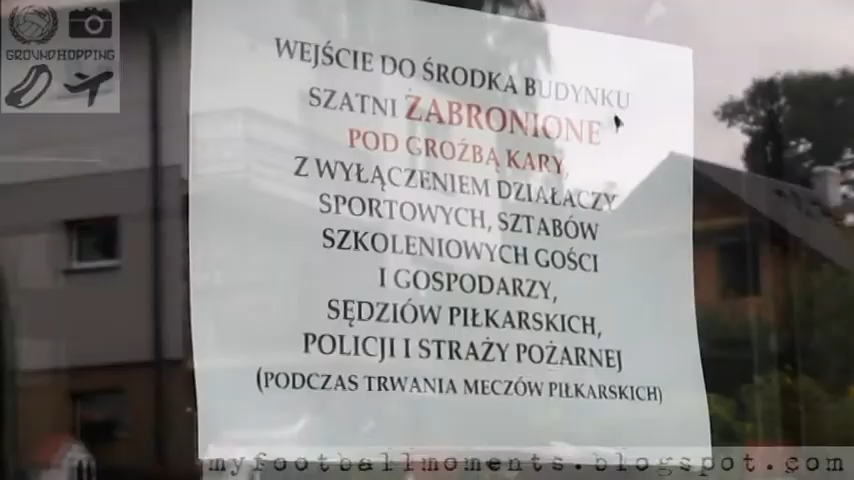 GROUNDHOPPING
WEJŚCIE DO ŚRODKA BUDYNKU
SZATNI ŻABRONIONE
POD GROŹBĄ KARY,
Z WYŁĄCZENIEM DZIAŁACZY
SPORTOWYCH, SZTABÓW
SZKOLENIOWYCH GOŚCI
I GOSPODARZY,
SĘDZIÓW PIŁKARSKICH,
POLICJI I STRAŻY POŻARNEJ
(PODCZAS TRWANIA MECZÓW PIŁKARSKICH)
myfootballmoments.blogspot.com